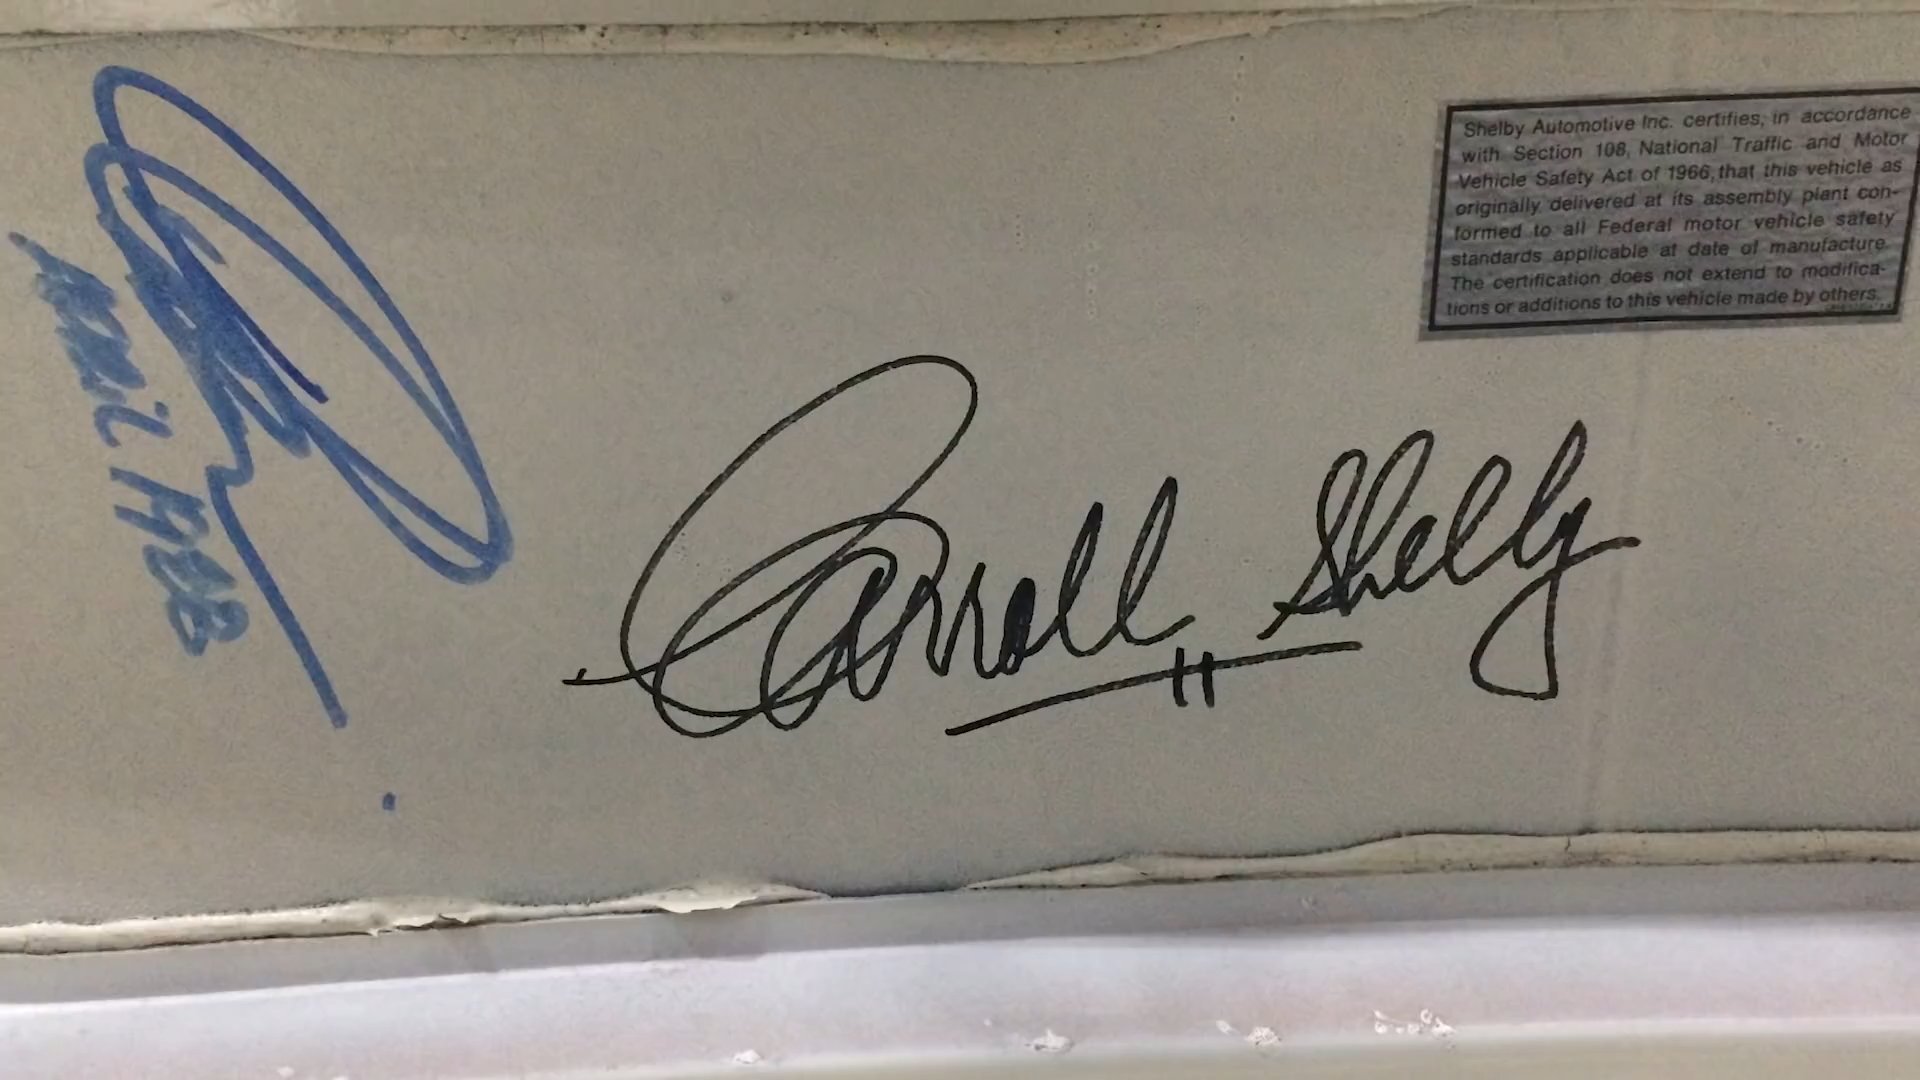 APRIL 1988
Carroll Shelby
Shelby Automotive Inc. certifies, in accordance
with Section 108, National Traffic and Motor
Vehicle Safety Act of 1966, that this vehicle as
originally delivered at its assembly plant con-
formed to all Federal motor vehicle safety
standards applicable at date of manufacture.
The certification does not extend to modifica-
tions or additions to this vehicle made by others.